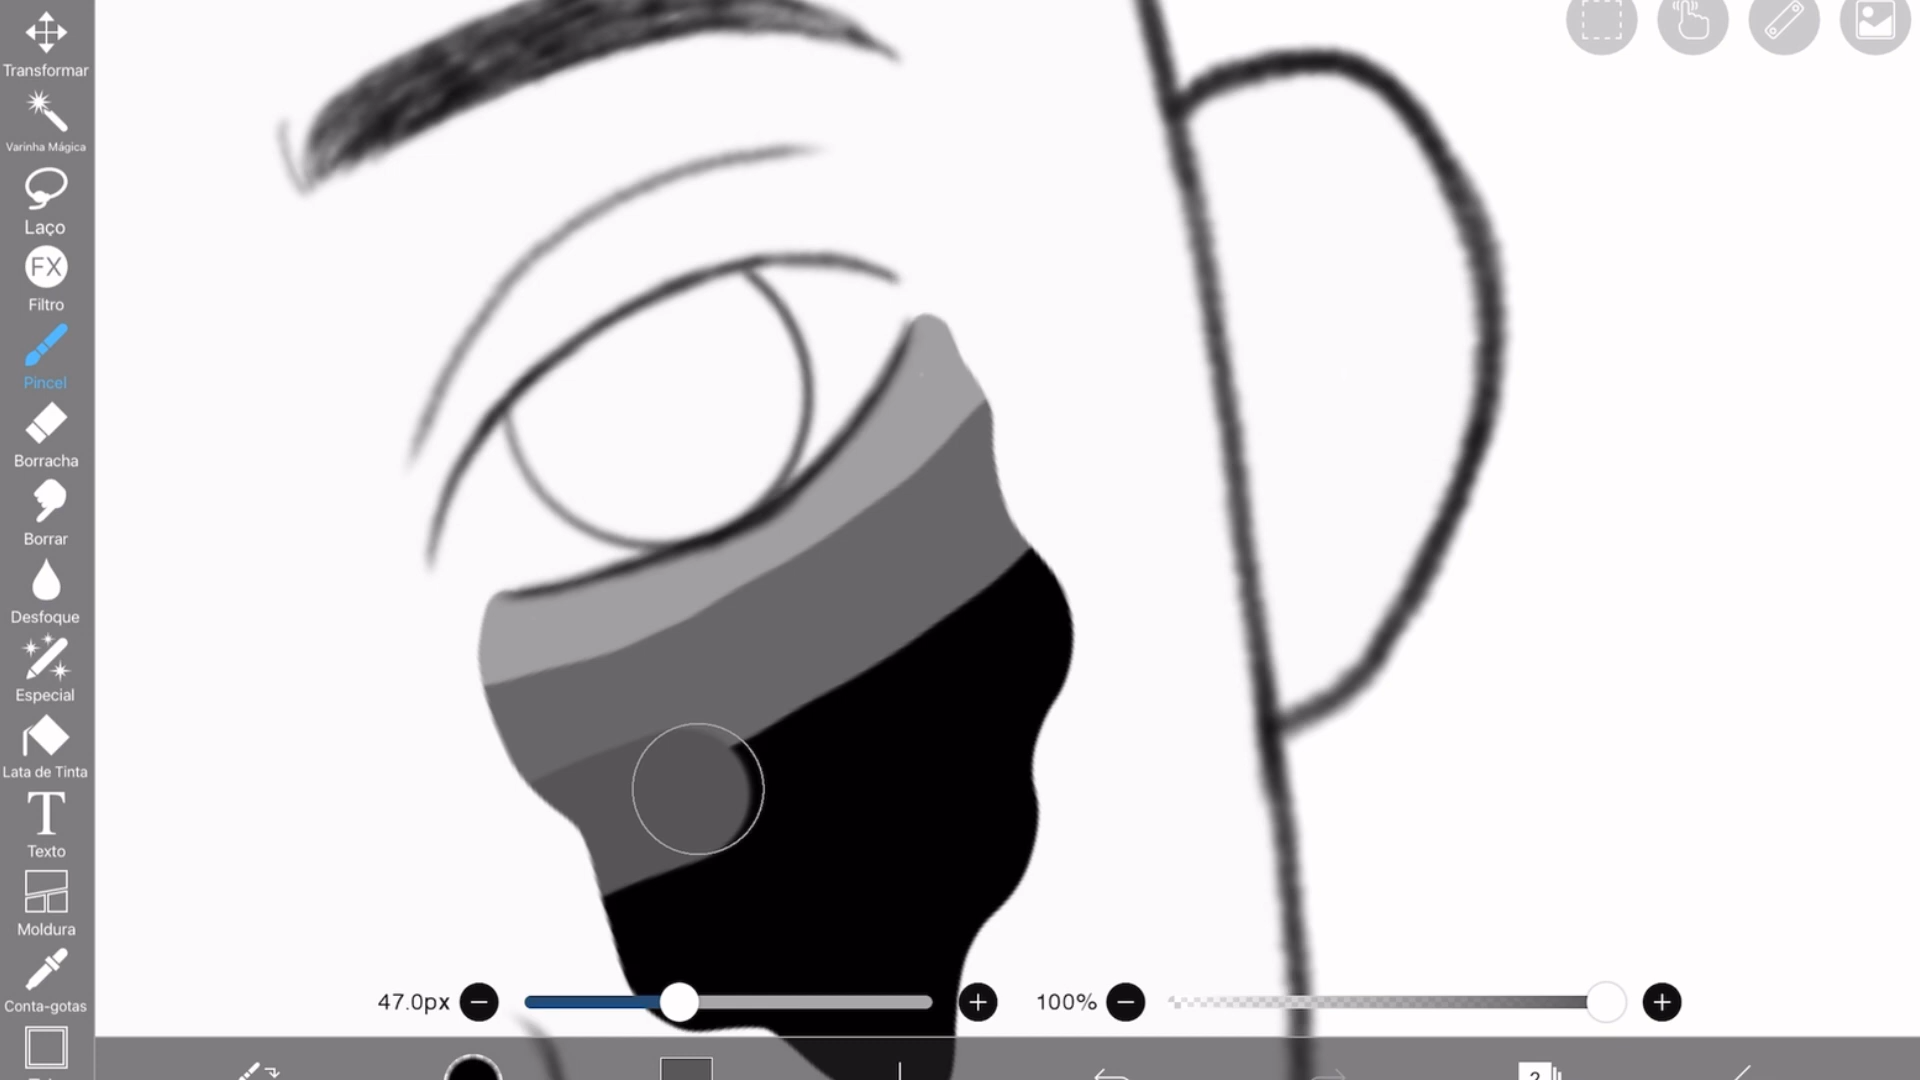 Transformar
Varinha Mágica
Laço
FX
Filtro
Pincel
Borracha
Borrar
Desfoque
Especial
Lata de Tinta
T
Texto
Moldura
Conta-gotas
47.0px
100%
2